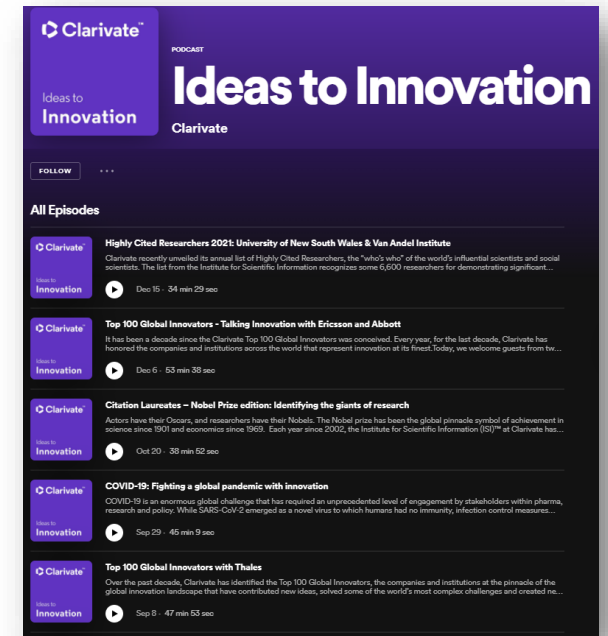 Clarivate™
Ideas to
Innovation
PODCAST
Ideas to Innovation
Clarivate
FOLLOW
All Episodes
Clarivate™
Ideas to
Innovation
Highly Cited Researchers 2021: University of New South Wales & Van Andel Institute
Clarivate recently unveiled its annual list of Highly Cited Researchers, the "who's who" of the world's influential scientists and social
scientists. The list from the Institute for Scientific Information recognizes some 6,600 researchers for demonstrating significant...
Dec 15 · 34 min 29 sec
Clarivate™
Ideas to
Innovation
Top 100 Global Innovators - Talking Innovation with Ericsson and Abbott
It has been a decade since the Clarivate Top 100 Global Innovators was conceived. Every year, for the last decade, Clarivate has
honored the companies and institutions across the world that represent innovation at its finest.Today, we welcome guests from tw...
Dec 6 · 53 min 38 sec
Clarivate™
Ideas to
Innovation
Citation Laureates – Nobel Prize edition: Identifying the giants of research
Actors have their Oscars, and researchers have their Nobels. The Nobel prize has been the global pinnacle symbol of achievement in
science since 1901 and economics since 1969. Each year since 2002, the Institute for Scientific Information (ISI)™ at Clarivate has...
Oct 20 · 38 min 52 sec
Clarivate™
Ideas to
Innovation
COVID-19: Fighting a global pandemic with innovation
COVID-19 is an enormous global challenge that has required an unprecedented level of engagement by stakeholders within pharma,
research and policy. While SARS-CoV-2 emerged as a novel virus to which humans had no immunity, infection control measures...
Sep 29 · 45 min 9 sec
Clarivate™
Ideas to
Innovation
Top 100 Global Innovators with Thales
Over the past decade, Clarivate has identified the Top 100 Global Innovators, the companies and institutions at the pinnacle of the
global innovation landscape that have contributed new ideas, solved some of the world's most complex challenges and created ne...
Sep 8 · 47 min 53 sec